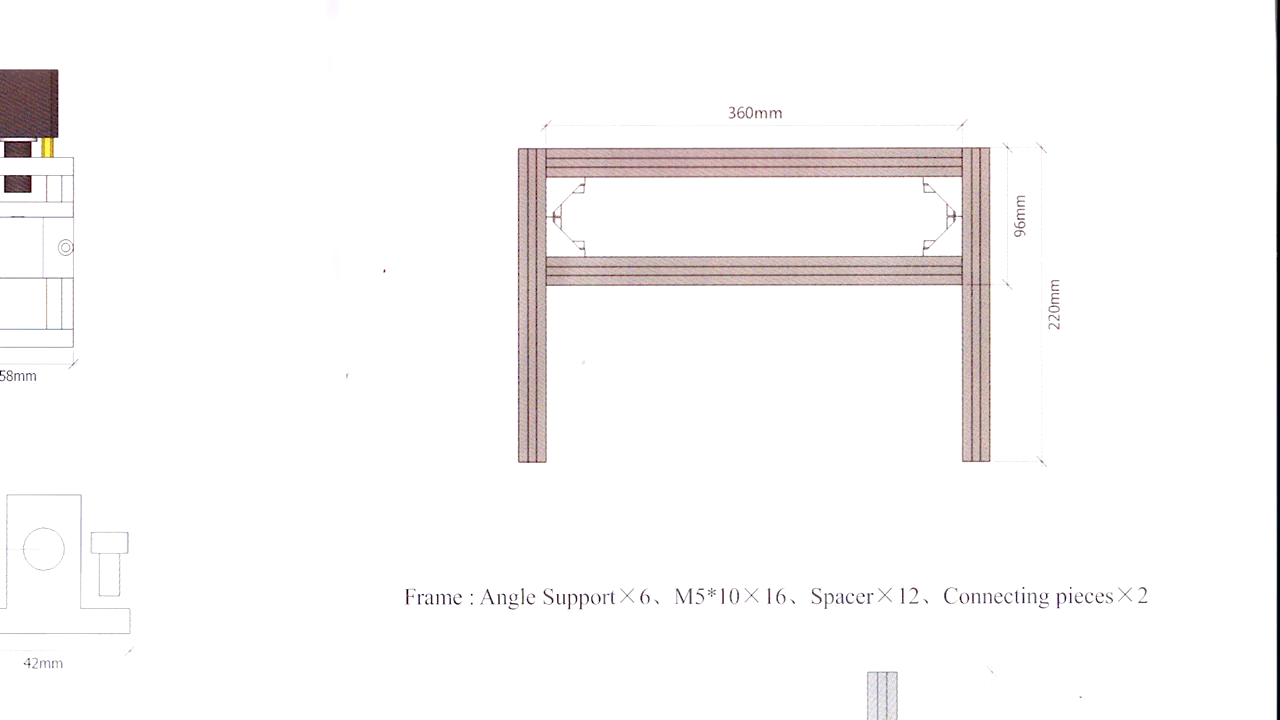 360mm
96mm
220mm
58mm
Frame : Angle Support×6、M5*10×16、Spacer×12、Connecting pieces×2
42mm